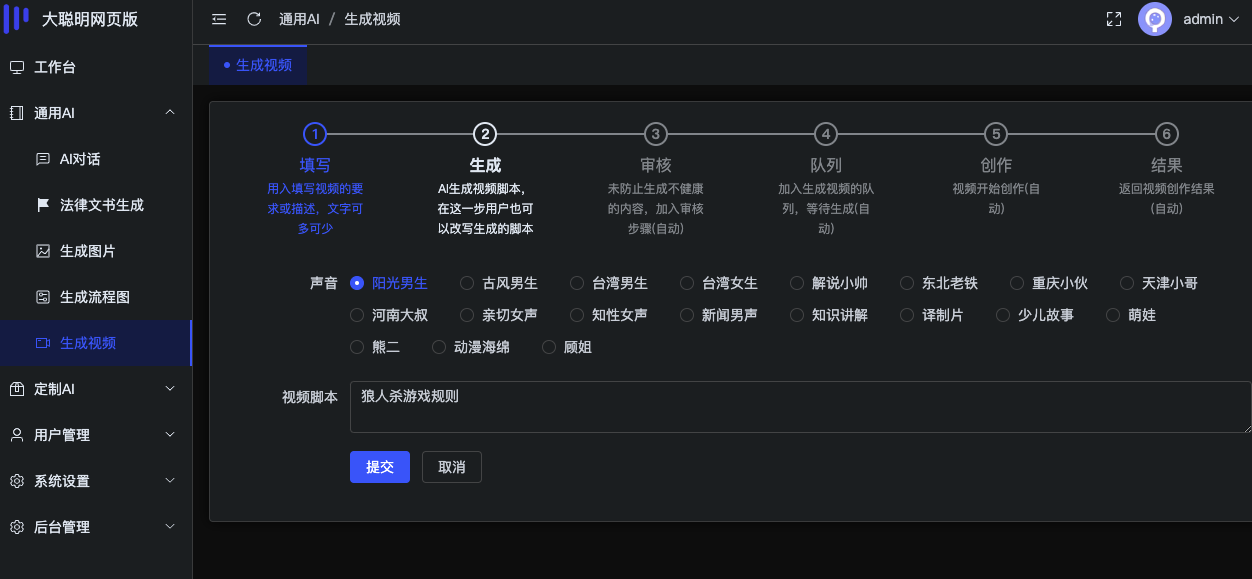 大聪明网页版
通用AI / 生成视频
admin
工作台
通用AI
AI对话
法律文书生成
生成图片
生成流程图
生成视频
定制AI
用户管理
系统设置
后台管理
生成视频
1
填写
用入填写视频的要
求或描述，文字可
多可少
2
生成
AI生成视频脚本，
在这一步用户也可
以改写生成的脚本
3
审核
未防止生成不健康
的内容，加入审核
步骤(自动)
4
队列
加入生成视频的队
列，等待生成(自
动)
5
创作
视频开始创作(自
动)
6
结果
返回视频创作结果
(自动)
声音 阳光男生 古风男生 台湾男生 台湾女生 解说小帅 东北老铁 重庆小伙 天津小哥
河南大叔 亲切女声 知性女声 新闻男声 知识讲解 译制片 少儿故事 萌娃
熊二 动漫海绵 顾姐
视频脚本 狼人杀游戏规则
提交 取消